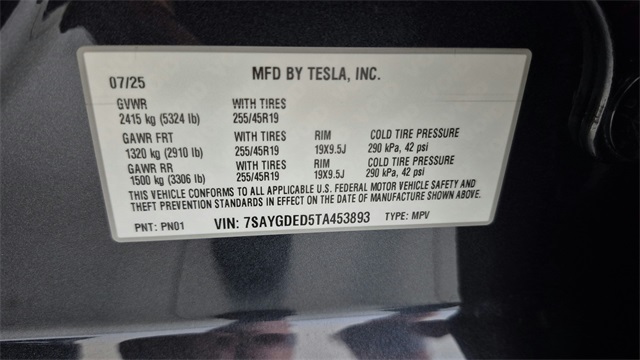 07/25 MFD BY TESLA, INC.
GVWR WITH TIRES
2415 kg (5324 lb) 255/45R19
GAWR FRT WITH TIRES RIM COLD TIRE PRESSURE
1320 kg (2910 lb) 255/45R19 19X9.5J 290 kPa, 42 psi
GAWR RR WITH TIRES RIM COLD TIRE PRESSURE
1500 kg (3306 lb) 255/45R19 19X9.5J 290 kPa, 42 psi
THIS VEHICLE CONFORMS TO ALL APPLICABLE U.S. FEDERAL MOTOR VEHICLE SAFETY AND
THEFT PREVENTION STANDARDS IN EFFECT ON THE DATE OF MANUFACTURE SHOWN ABOVE.
PNT: PN01 VIN: 7SAYGDED5TA453893 TYPE: MPV